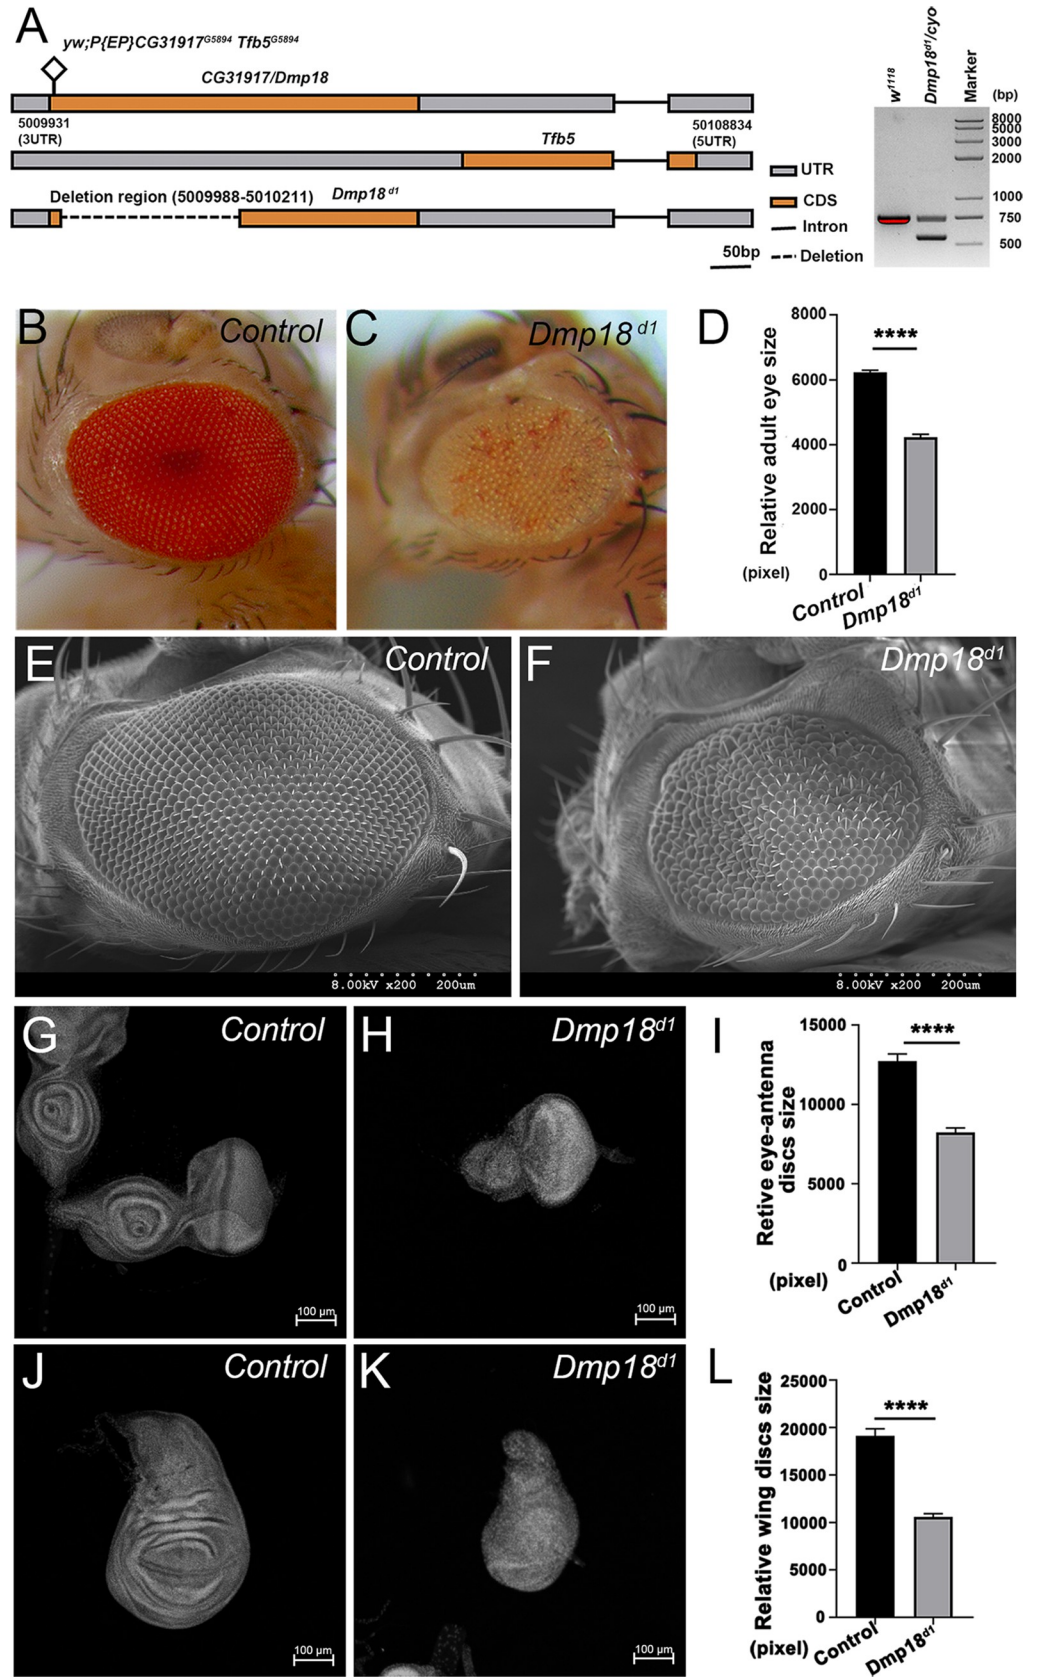 A
yw;P{EP}CG31917G5894 Tfb5G5894
CG31917/Dmp18
5009931
(3UTR)
Tfb5
50108834
(5UTR)
Deletion region (5009988-5010211)
Dmp18 d1
50bp
UTR
CDS
Intron
Deletion
w1118
Dmp18d1/cyo
Marker
(bp)
8000
5000
3000
2000
1000
750
500
B
Control
C
Dmp18 d1
D
Relative adult eye size
(pixel)
8000
6000
4000
2000
0
****
Control
Dmp18d1
E
Control
8.00kV x200 200um
F
Dmp18d1
8.00kV x200 200um
G
Control
100 µm
H
Dmp18d1
100 µm
I
Retive eye-antenna
discs size
(pixel)
15000
10000
5000
0
****
Control
Dmp18d1
J
Control
100 µm
K
Dmp18d1
100 µm
L
Relative wing discs size
(pixel)
25000
20000
15000
10000
5000
0
****
Control
Dmp18d1